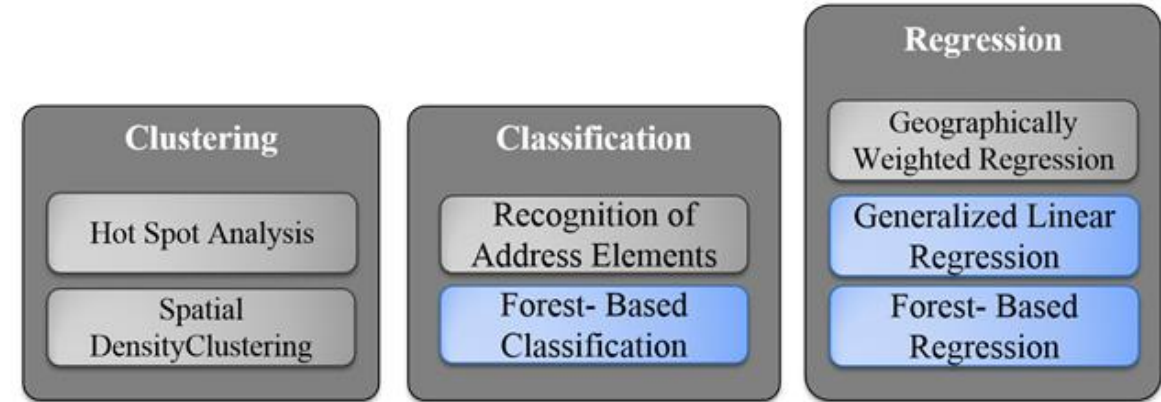 Clustering
Hot Spot Analysis
Spatial
DensityClustering
Classification
Recognition of
Address Elements
Forest- Based
Classification
Regression
Geographically
Weighted Regression
Generalized Linear
Regression
Forest- Based
Regression